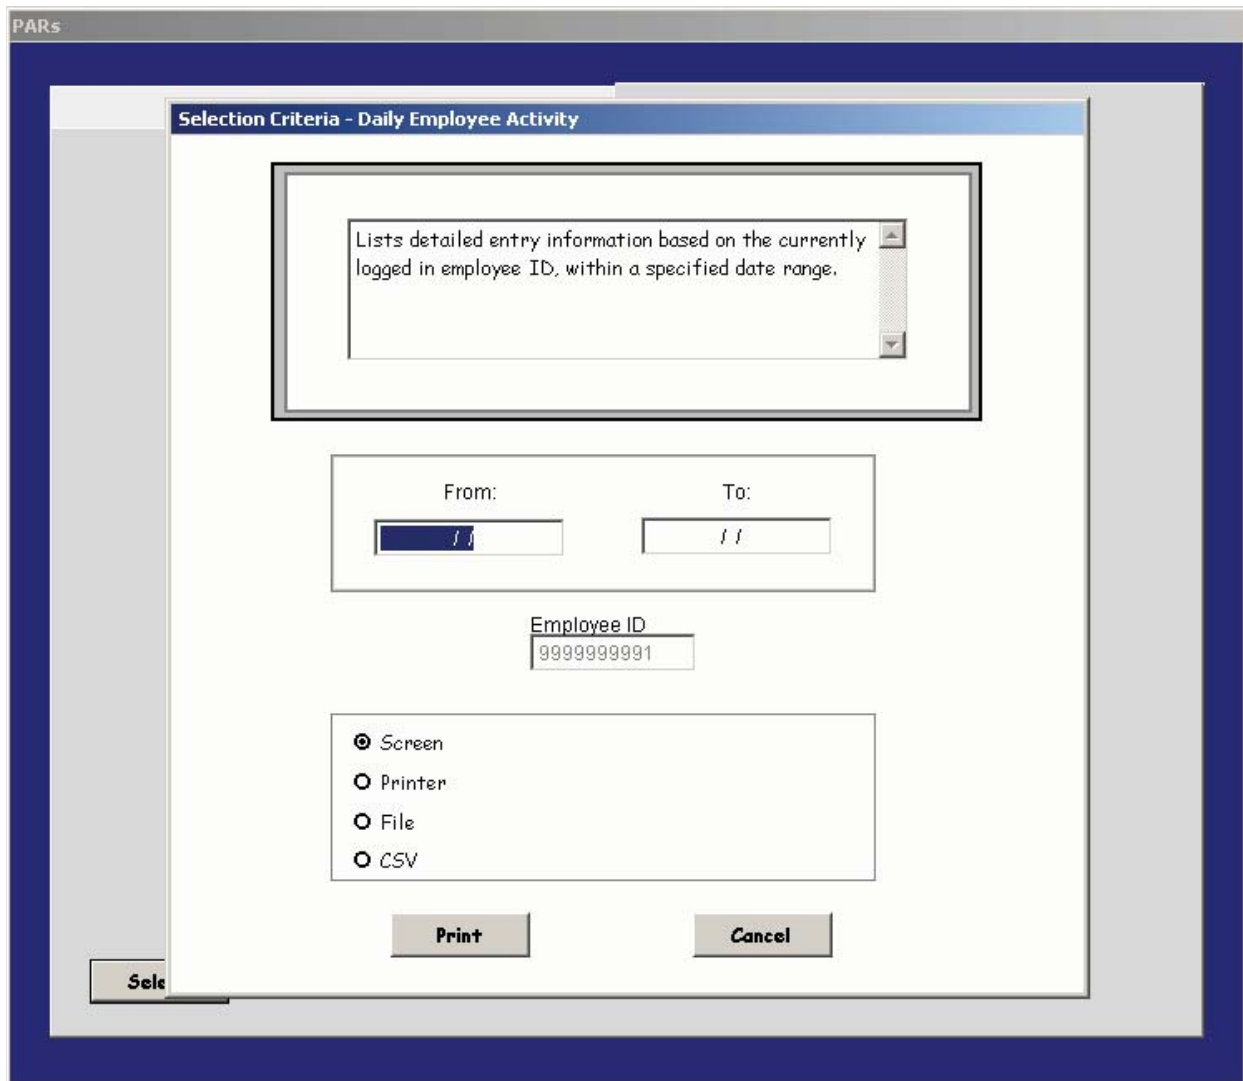 PARs
Selection Criteria - Daily Employee Activity
Lists detailed entry information based on the currently
logged in employee ID, within a specified date range.
From:
To:
/ /
/ /
Employee ID
9999999991
Screen
Printer
File
CSV
Print
Cancel